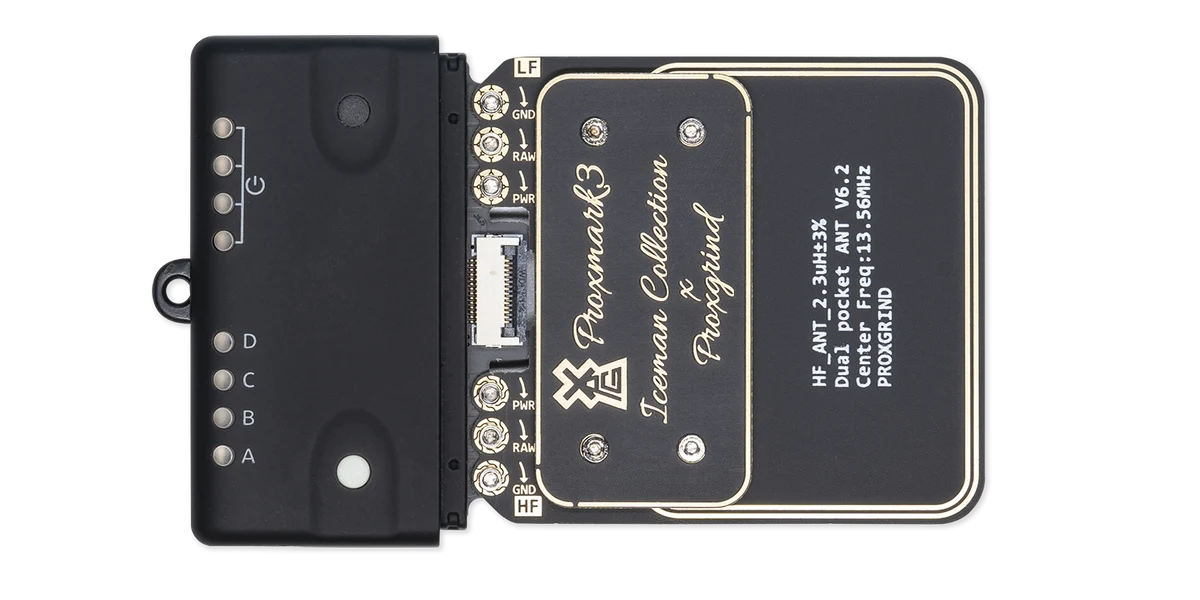 D
C
B
A
LF
GND
RAW
PWR
PWR
RAW
GND
HF
Proxmark3
Iceman Collection
x
Proxgrind
HF_ANT_2.3uH±3%
Dual pocket ANT V6.2
Center Freq:13.56MHz
PROXGRIND